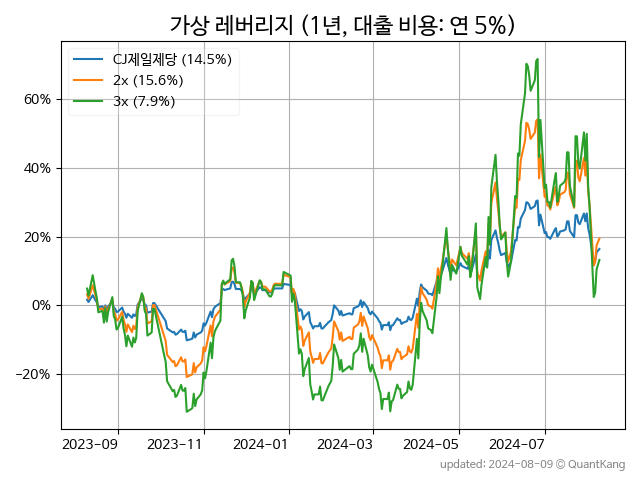 가상 레버리지 (1년, 대출 비용: 연 5%)
CJ제일제당 (14.5%)
2x (15.6%)
3x (7.9%)
60%
40%
20%
0%
−20%
2023-09
2023-11
2024-01
2024-03
2024-05
2024-07
updated: 2024-08-09 © QuantKang